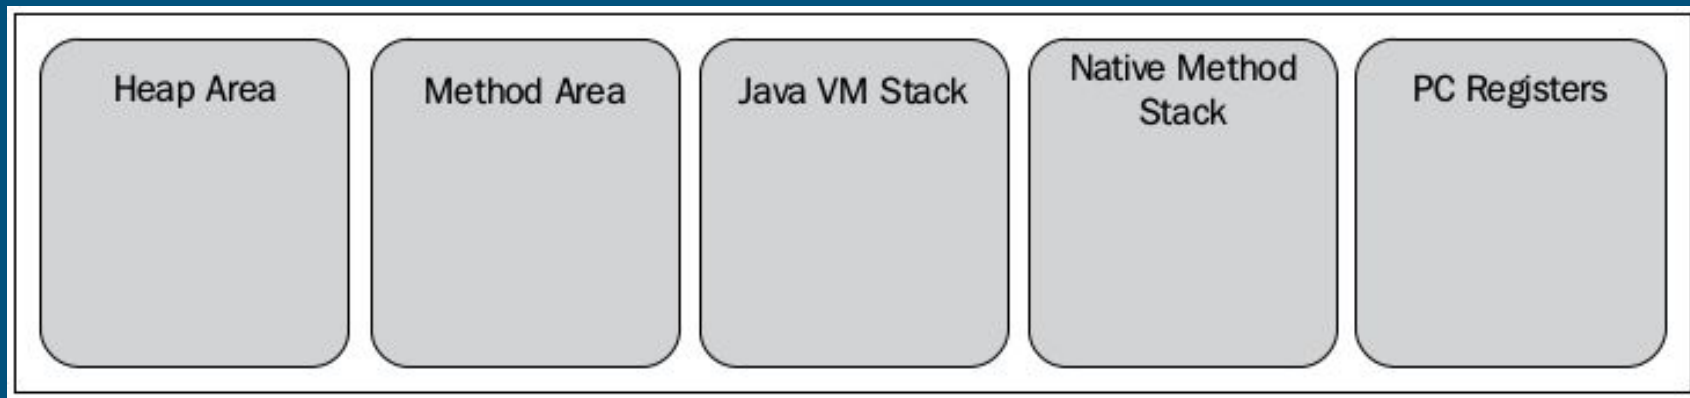 Heap Area
Method Area
Java VM Stack
Native Method
Stack
PC Registers